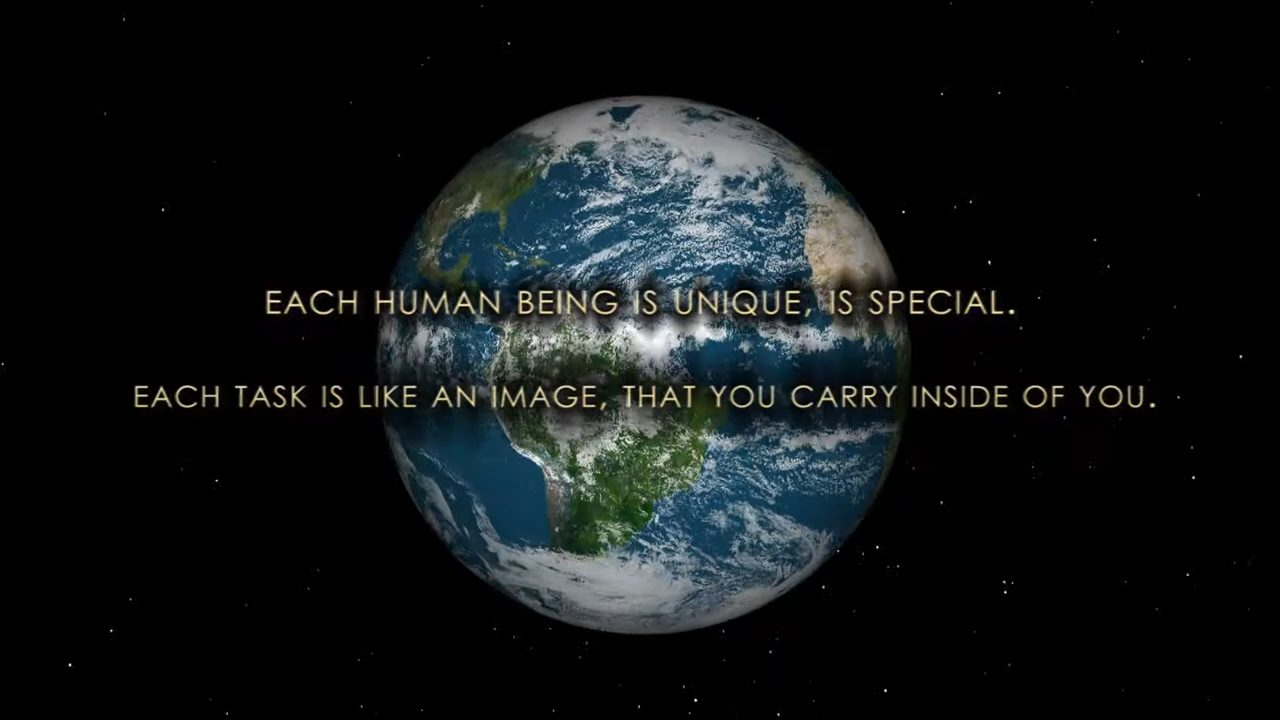 EACH HUMAN BEING IS UNIQUE, IS SPECIAL.
EACH TASK IS LIKE AN IMAGE, THAT YOU CARRY INSIDE OF YOU.